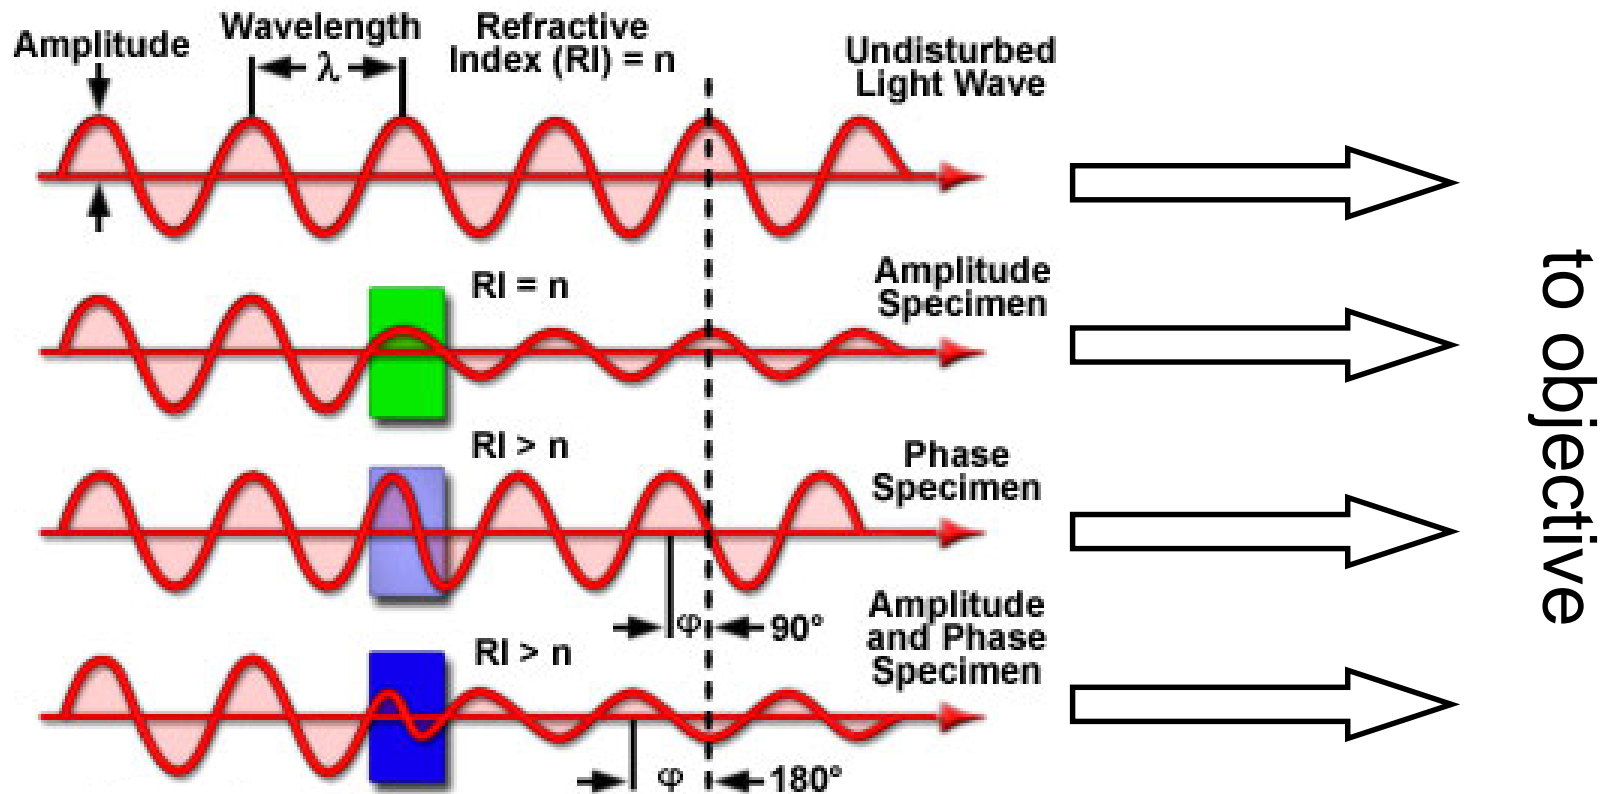 Amplitude
Wavelength
λ
Refractive
Index (RI) = n
Undisturbed
Light Wave
RI = n
Amplitude
Specimen
RI > n
Phase
Specimen
φ
90°
RI > n
Amplitude
and Phase
Specimen
φ
180°
to objective